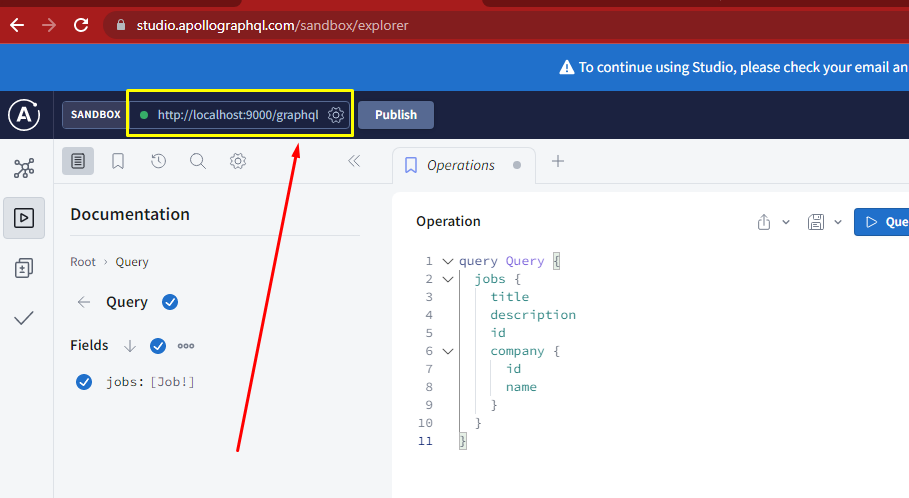 studio.apollographql.com/sandbox/explorer
To continue using Studio, please check your email an
SANDBOX http://localhost:9000/graphql Publish
Documentation
Root › Query
Query
Fields
jobs: [Job!]
Operations
Operation
Que
1 query Query {
2 jobs {
3 title
4 description
5 id
6 company {
7 id
8 name
9 }
10 }
11 }